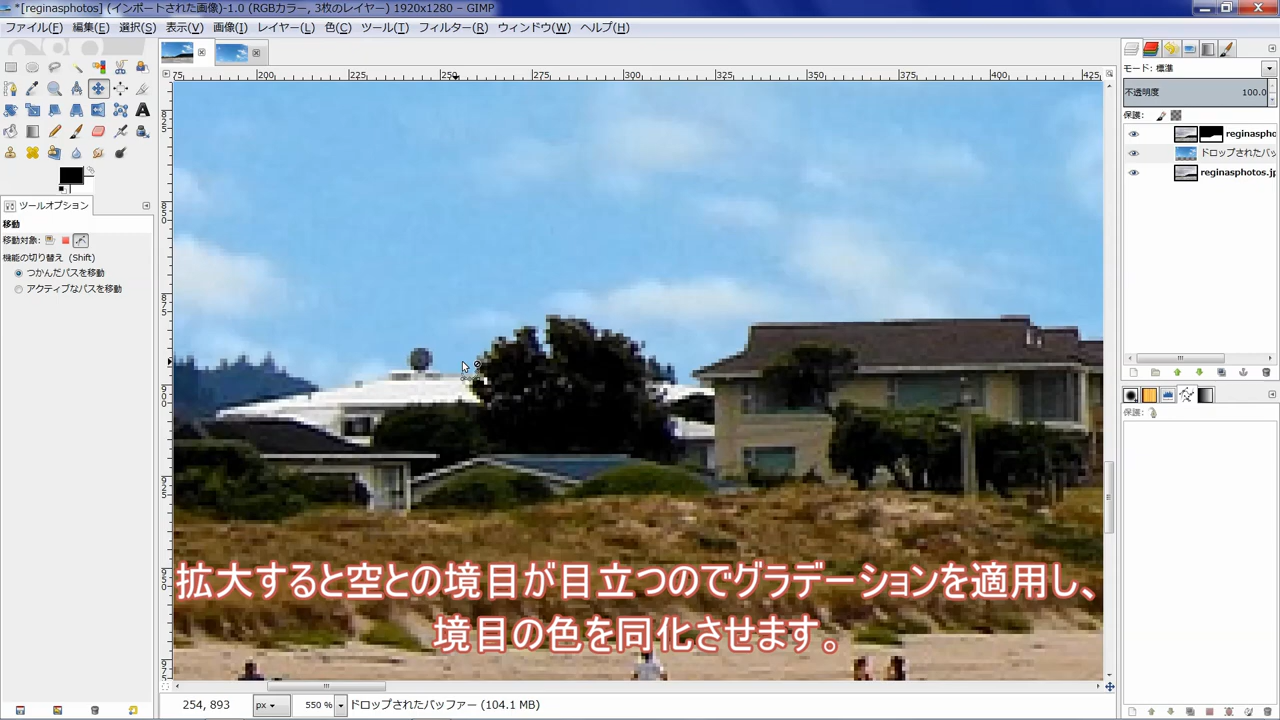 *[reginasphotos] (インポートされた画像)-1.0 (RGBカラー, 3枚のレイヤー) 1920x1280 – GIMP
ファイル(F) 編集(E) 選択(S) 表示(V) 画像(I) レイヤー(L) 色(C) ツール(T) フィルター(R) ウィンドウ(W) ヘルプ(H)
75 200 225 250 275 300 325 350 375 400 425
モード: 標準
不透明度 100.0
保護:
reginaspho
ドロップされたバッ
reginasphotos.jp
保護:
ツールオプション
移動
移動対象:
機能の切り替え (Shift)
つかんだパスを移動
アクティブなパスを移動
825
850
875
900
925
950
975
拡大すると空との境目が目立つのでグラデーションを適用し、
境目の色を同化させます。
254, 893 px 550 % ドロップされたバッファー (104.1 MB)